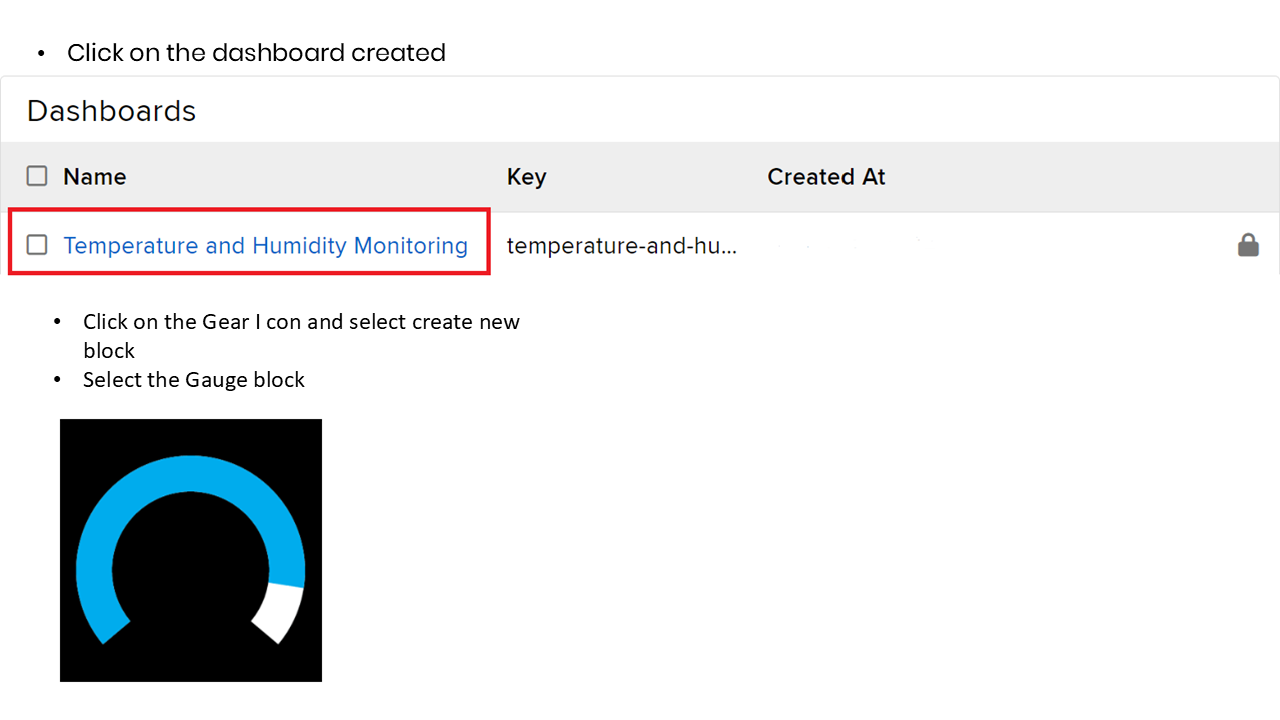 • Click on the dashboard created
Dashboards
Name Key Created At
Temperature and Humidity Monitoring temperature-and-hu...
• Click on the Gear I con and select create new
block
• Select the Gauge block